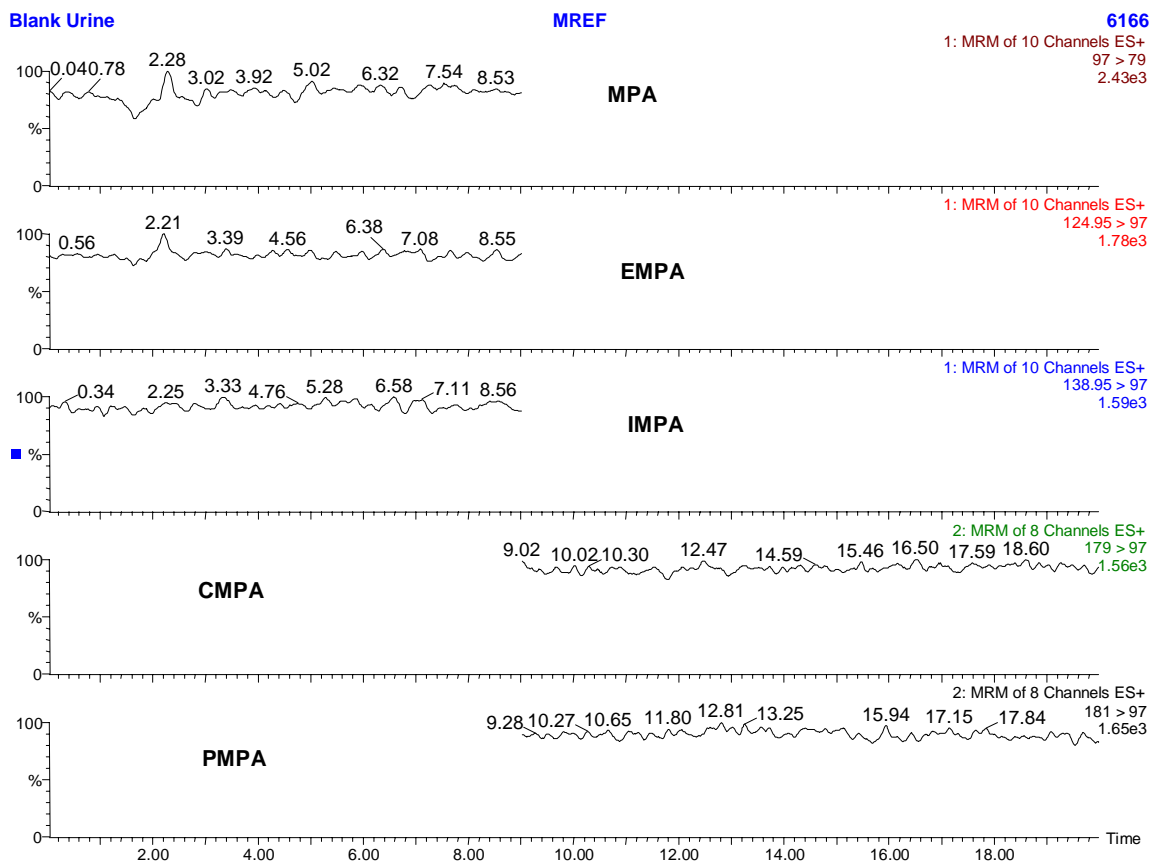 Blank Urine MREF 6166
1: MRM of 10 Channels ES+
97 > 79
2.43e3
100
%
0
0.04 0.78 2.28 3.02 3.92 5.02 6.32 7.54 8.53
MPA
1: MRM of 10 Channels ES+
124.95 > 97
1.78e3
100
%
0
0.56 2.21 3.39 4.56 6.38 7.08 8.55
EMPA
1: MRM of 10 Channels ES+
138.95 > 97
1.59e3
100
%
0
0.34 2.25 3.33 4.76 5.28 6.58 7.11 8.56
IMPA
2: MRM of 8 Channels ES+
179 > 97
1.56e3
100
%
0
9.02 10.02 10.30 12.47 14.59 15.46 16.50 17.59 18.60
CMPA
2: MRM of 8 Channels ES+
181 > 97
1.65e3
100
%
0
9.28 10.27 10.65 11.80 12.81 13.25 15.94 17.15 17.84
PMPA
Time
2.00 4.00 6.00 8.00 10.00 12.00 14.00 16.00 18.00